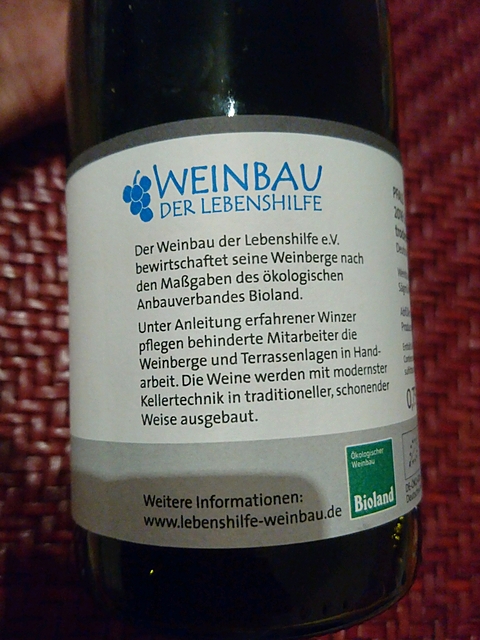 WEINBAU
DER LEBENSHILFE
Der Weinbau der Lebenshilfe e.V.
bewirtschaftet seine Weinberge nach
den Maßgaben des ökologischen
Anbauverbandes Bioland.
Unter Anleitung erfahrener Winzer
pflegen behinderte Mitarbeiter die
Weinberge und Terrassenlagen in Hand-
arbeit. Die Weine werden mit modernster
Kellertechnik in traditioneller, schonender
Weise ausgebaut.
Weitere Informationen:
www.lebenshilfe-weinbau.de
Ökologischer
Weinbau
Bioland